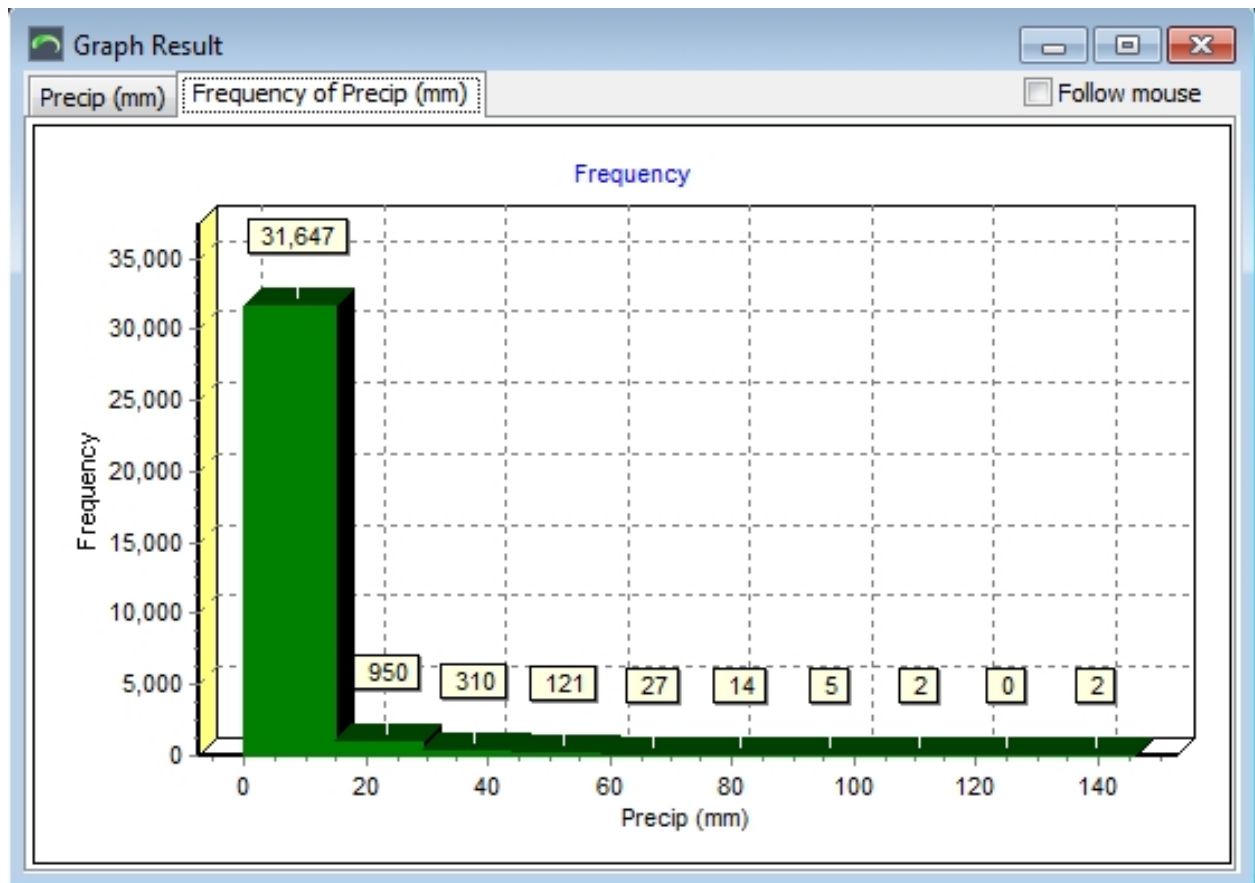 Graph Result
Precip (mm) Frequency of Precip (mm) Follow mouse
Frequency
31,647
35,000
30,000
25,000
20,000
15,000
10,000
5,000
0
Frequency
950 310 121 27 14 5 2 0 2
0 20 40 60 80 100 120 140
Precip (mm)